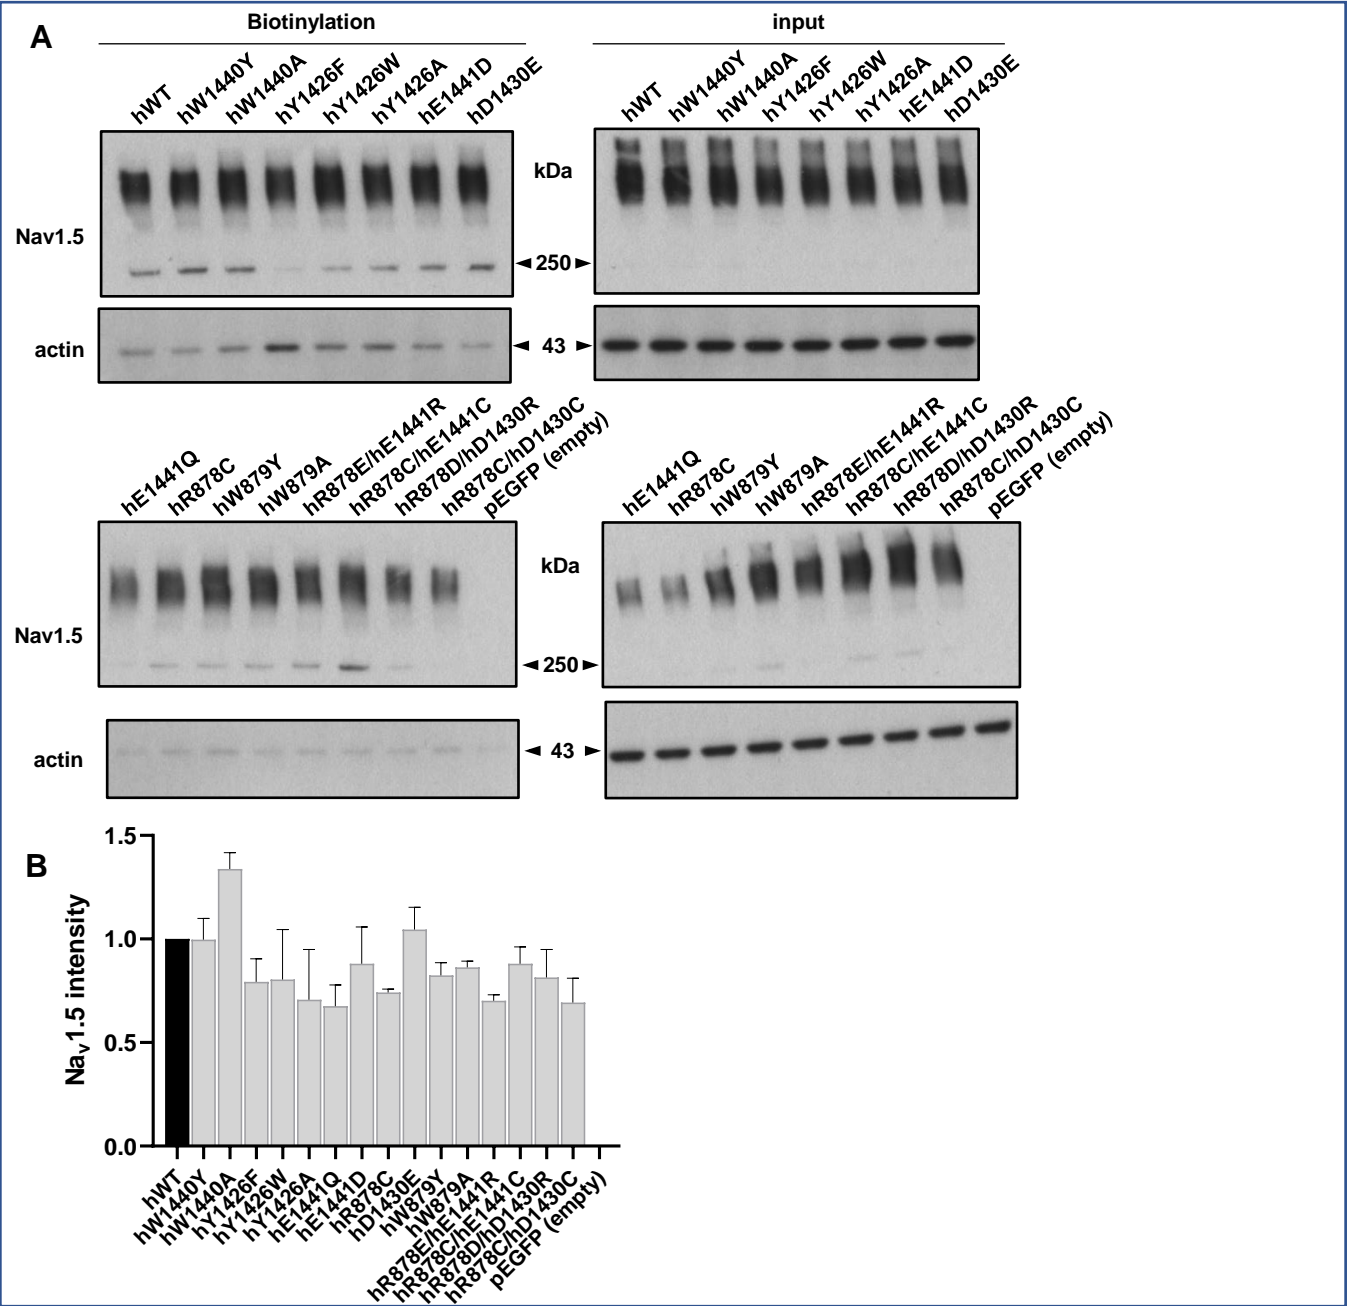 A
Biotinylation
input
hWT
hW1440Y
hW1440A
hY1426F
hY1426W
hY1426A
hE1441D
hD1430E
hWT
hW1440Y
hW1440A
hY1426F
hY1426W
hY1426A
hE1441D
hD1430E
kDa
Nav1.5
250
actin
43
hE1441Q
hR878C
hW879Y
hW879A
hR878E/hE1441R
hR878C/hE1441C
hR878D/hD1430R
hR878C/hD1430C
pEGFP (empty)
hE1441Q
hR878C
hW879Y
hW879A
hR878E/hE1441R
hR878C/hE1441C
hR878D/hD1430R
hR878C/hD1430C
pEGFP (empty)
kDa
Nav1.5
250
actin
43
B
Nav1.5 intensity
1.5
1.0
0.5
0.0
hWT
hW1440Y
hW1440A
hY1426F
hY1426W
hY1426A
hE1441Q
hE1441D
hR878C
hD1430E
hW879Y
hW879A
hR878E/hE1441R
hR878C/hE1441C
hR878D/hD1430R
hR878C/hD1430C
pEGFP (empty)